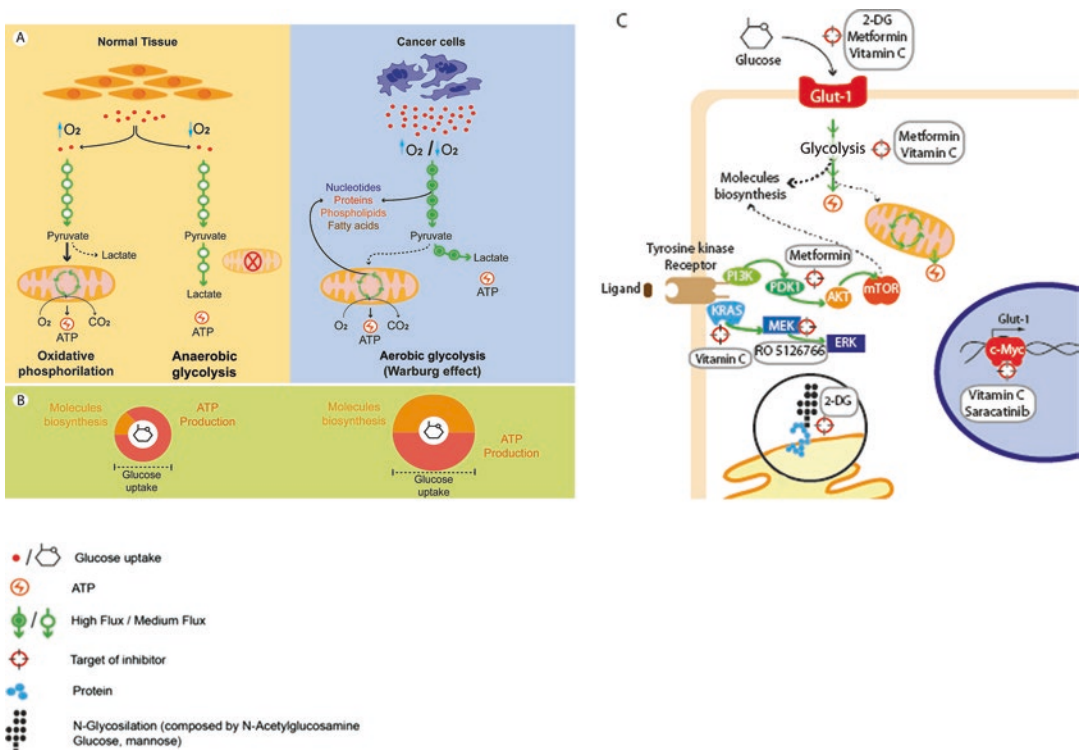 A
Normal Tissue
O2
O2
Pyruvate
Lactate
Pyruvate
Lactate
O2
CO2
ATP
ATP
Oxidative
phosphorilation
Anaerobic
glycolysis
Cancer cells
O2 / O2
Nucleotides
Proteins
Phospholipids
Fatty acids
Pyruvate
Lactate
ATP
O2
CO2
ATP
Aerobic glycolysis
(Warburg effect)
B
Molecules
biosynthesis
ATP
Production
Glucose
uptake
Molecules
biosynthesis
ATP
Production
Glucose
uptake
C
Glucose
2-DG
Metformin
Vitamin C
Glut-1
Glycolysis
Metformin
Vitamin C
Molecules
biosynthesis
ATP
ATP
Tyrosine kinase
Receptor
Ligand
Metformin
PI3K
PDK1
AKT
mTOR
KRAS
MEK
ERK
Vitamin C
RO 5126766
2-DG
Glut-1
c-Myc
Vitamin C
Saracatinib
/ Glucose uptake
ATP
/ High Flux / Medium Flux
Target of inhibitor
Protein
N-Glycosilation (composed by N-Acetylglucosamine
Glucose, mannose)